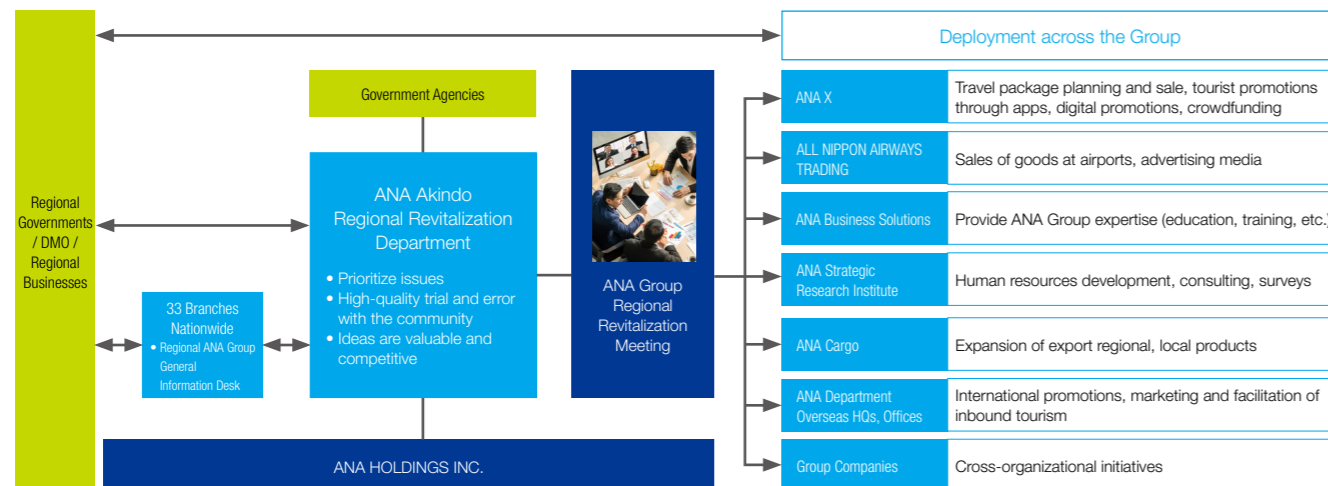 Deployment across the Group
Government Agencies
Regional
Governments
/ DMO /
Regional
Businesses
33 Branches
Nationwide
• Regional ANA Group
General
Information Desk
ANA Akindo
Regional Revitalization
Department
• Prioritize issues
• High-quality trial and error
with the community
• Ideas are valuable and
competitive
ANA Group
Regional
Revitalization
Meeting
ANA HOLDINGS INC.
ANA X
Travel package planning and sale, tourist promotions
through apps, digital promotions, crowdfunding
ALL NIPPON AIRWAYS
TRADING
Sales of goods at airports, advertising media
ANA Business Solutions
Provide ANA Group expertise (education, training, etc.)
ANA Strategic
Research Institute
Human resources development, consulting, surveys
ANA Cargo
Expansion of export regional, local products
ANA Department
Overseas HQs, Offices
International promotions, marketing and facilitation of
inbound tourism
Group Companies
Cross-organizational initiatives